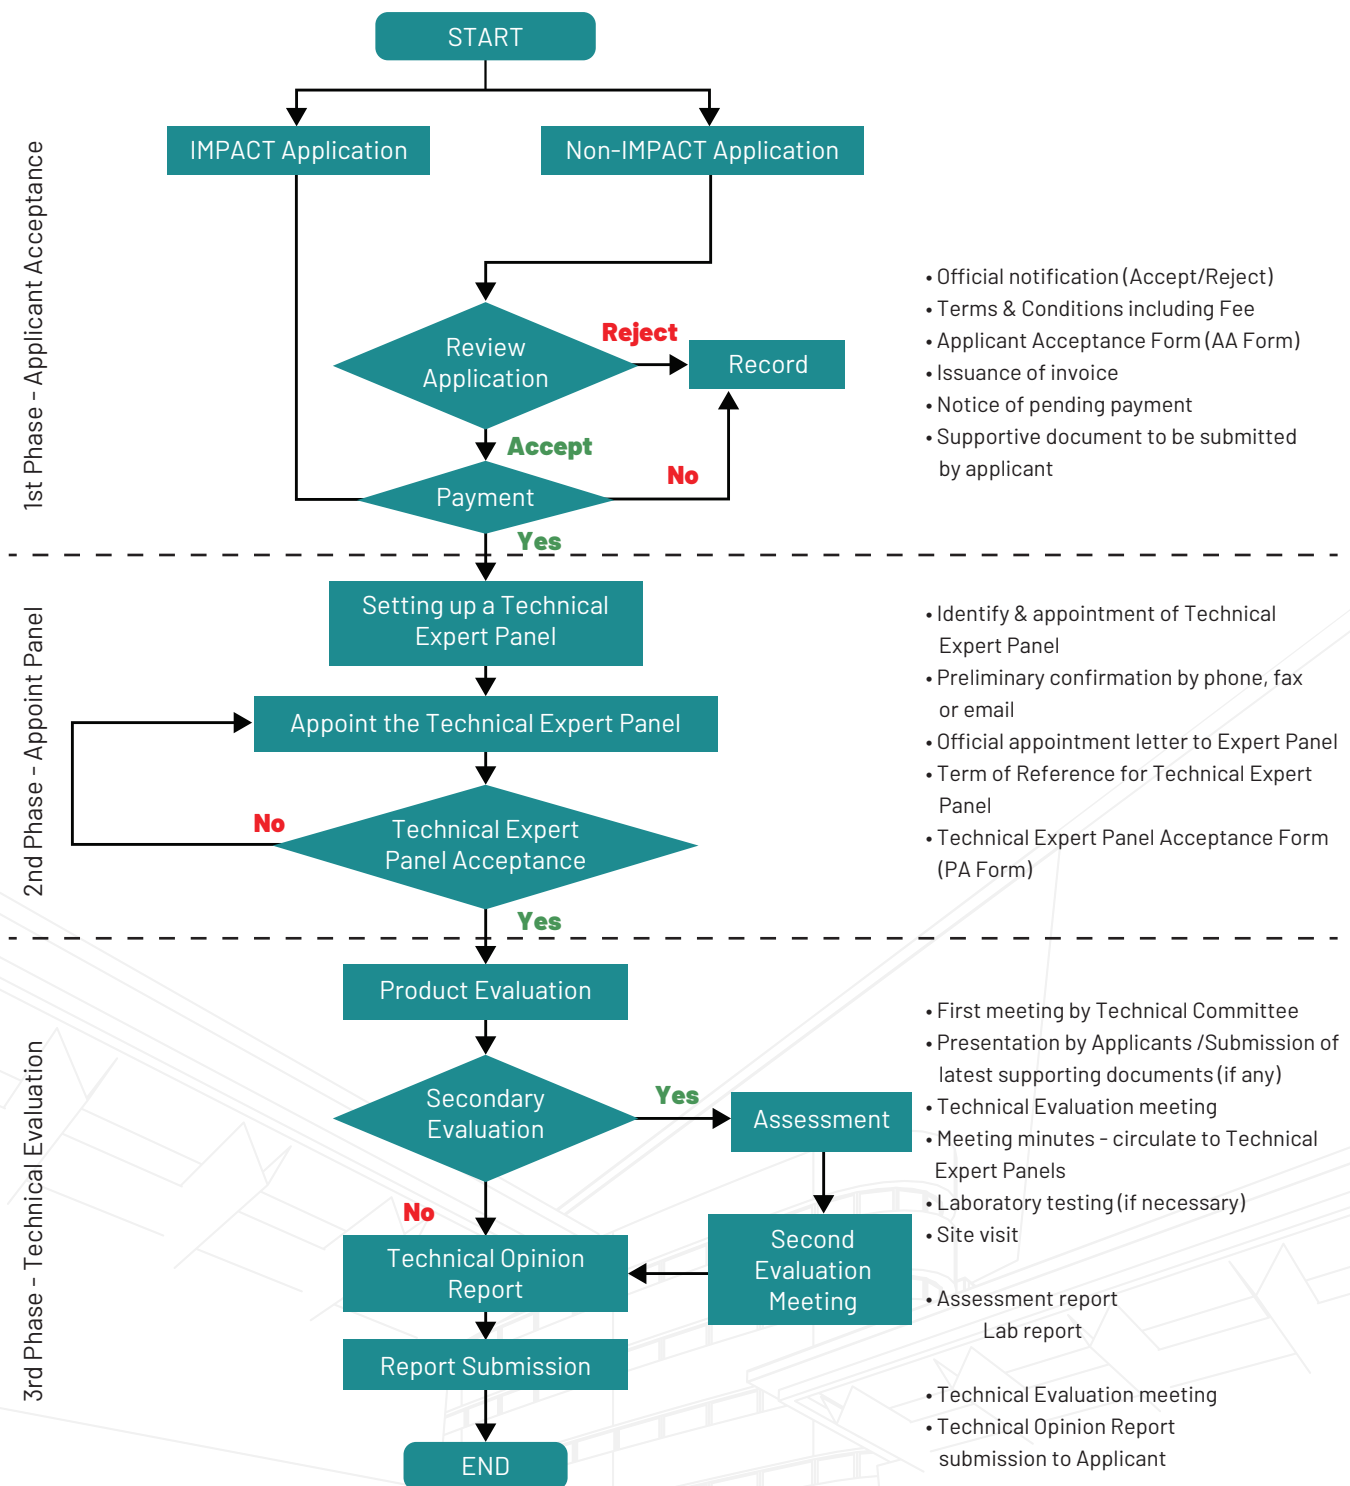 START
IMPACT Application
Non-IMPACT Application
1st Phase - Applicant Acceptance
Review
Application
Reject
Record
Accept
Payment
No
Yes
• Official notification (Accept/Reject)
• Terms & Conditions including Fee
• Applicant Acceptance Form (AA Form)
• Issuance of invoice
• Notice of pending payment
• Supportive document to be submitted
by applicant
2nd Phase - Appoint Panel
Setting up a Technical
Expert Panel
Appoint the Technical Expert Panel
Technical Expert
Panel Acceptance
No
Yes
• Identify & appointment of Technical
Expert Panel
• Preliminary confirmation by phone, fax
or email
• Official appointment letter to Expert Panel
• Term of Reference for Technical Expert
Panel
• Technical Expert Panel Acceptance Form
(PA Form)
3rd Phase - Technical Evaluation
Product Evaluation
Secondary
Evaluation
Yes
Assessment
No
Technical Opinion
Report
Second
Evaluation
Meeting
Report Submission
END
• First meeting by Technical Committee
• Presentation by Applicants /Submission of
latest supporting documents (if any)
• Technical Evaluation meeting
• Meeting minutes - circulate to Technical
Expert Panels
• Laboratory testing (if necessary)
• Site visit
• Assessment report
Lab report
• Technical Evaluation meeting
• Technical Opinion Report
submission to Applicant